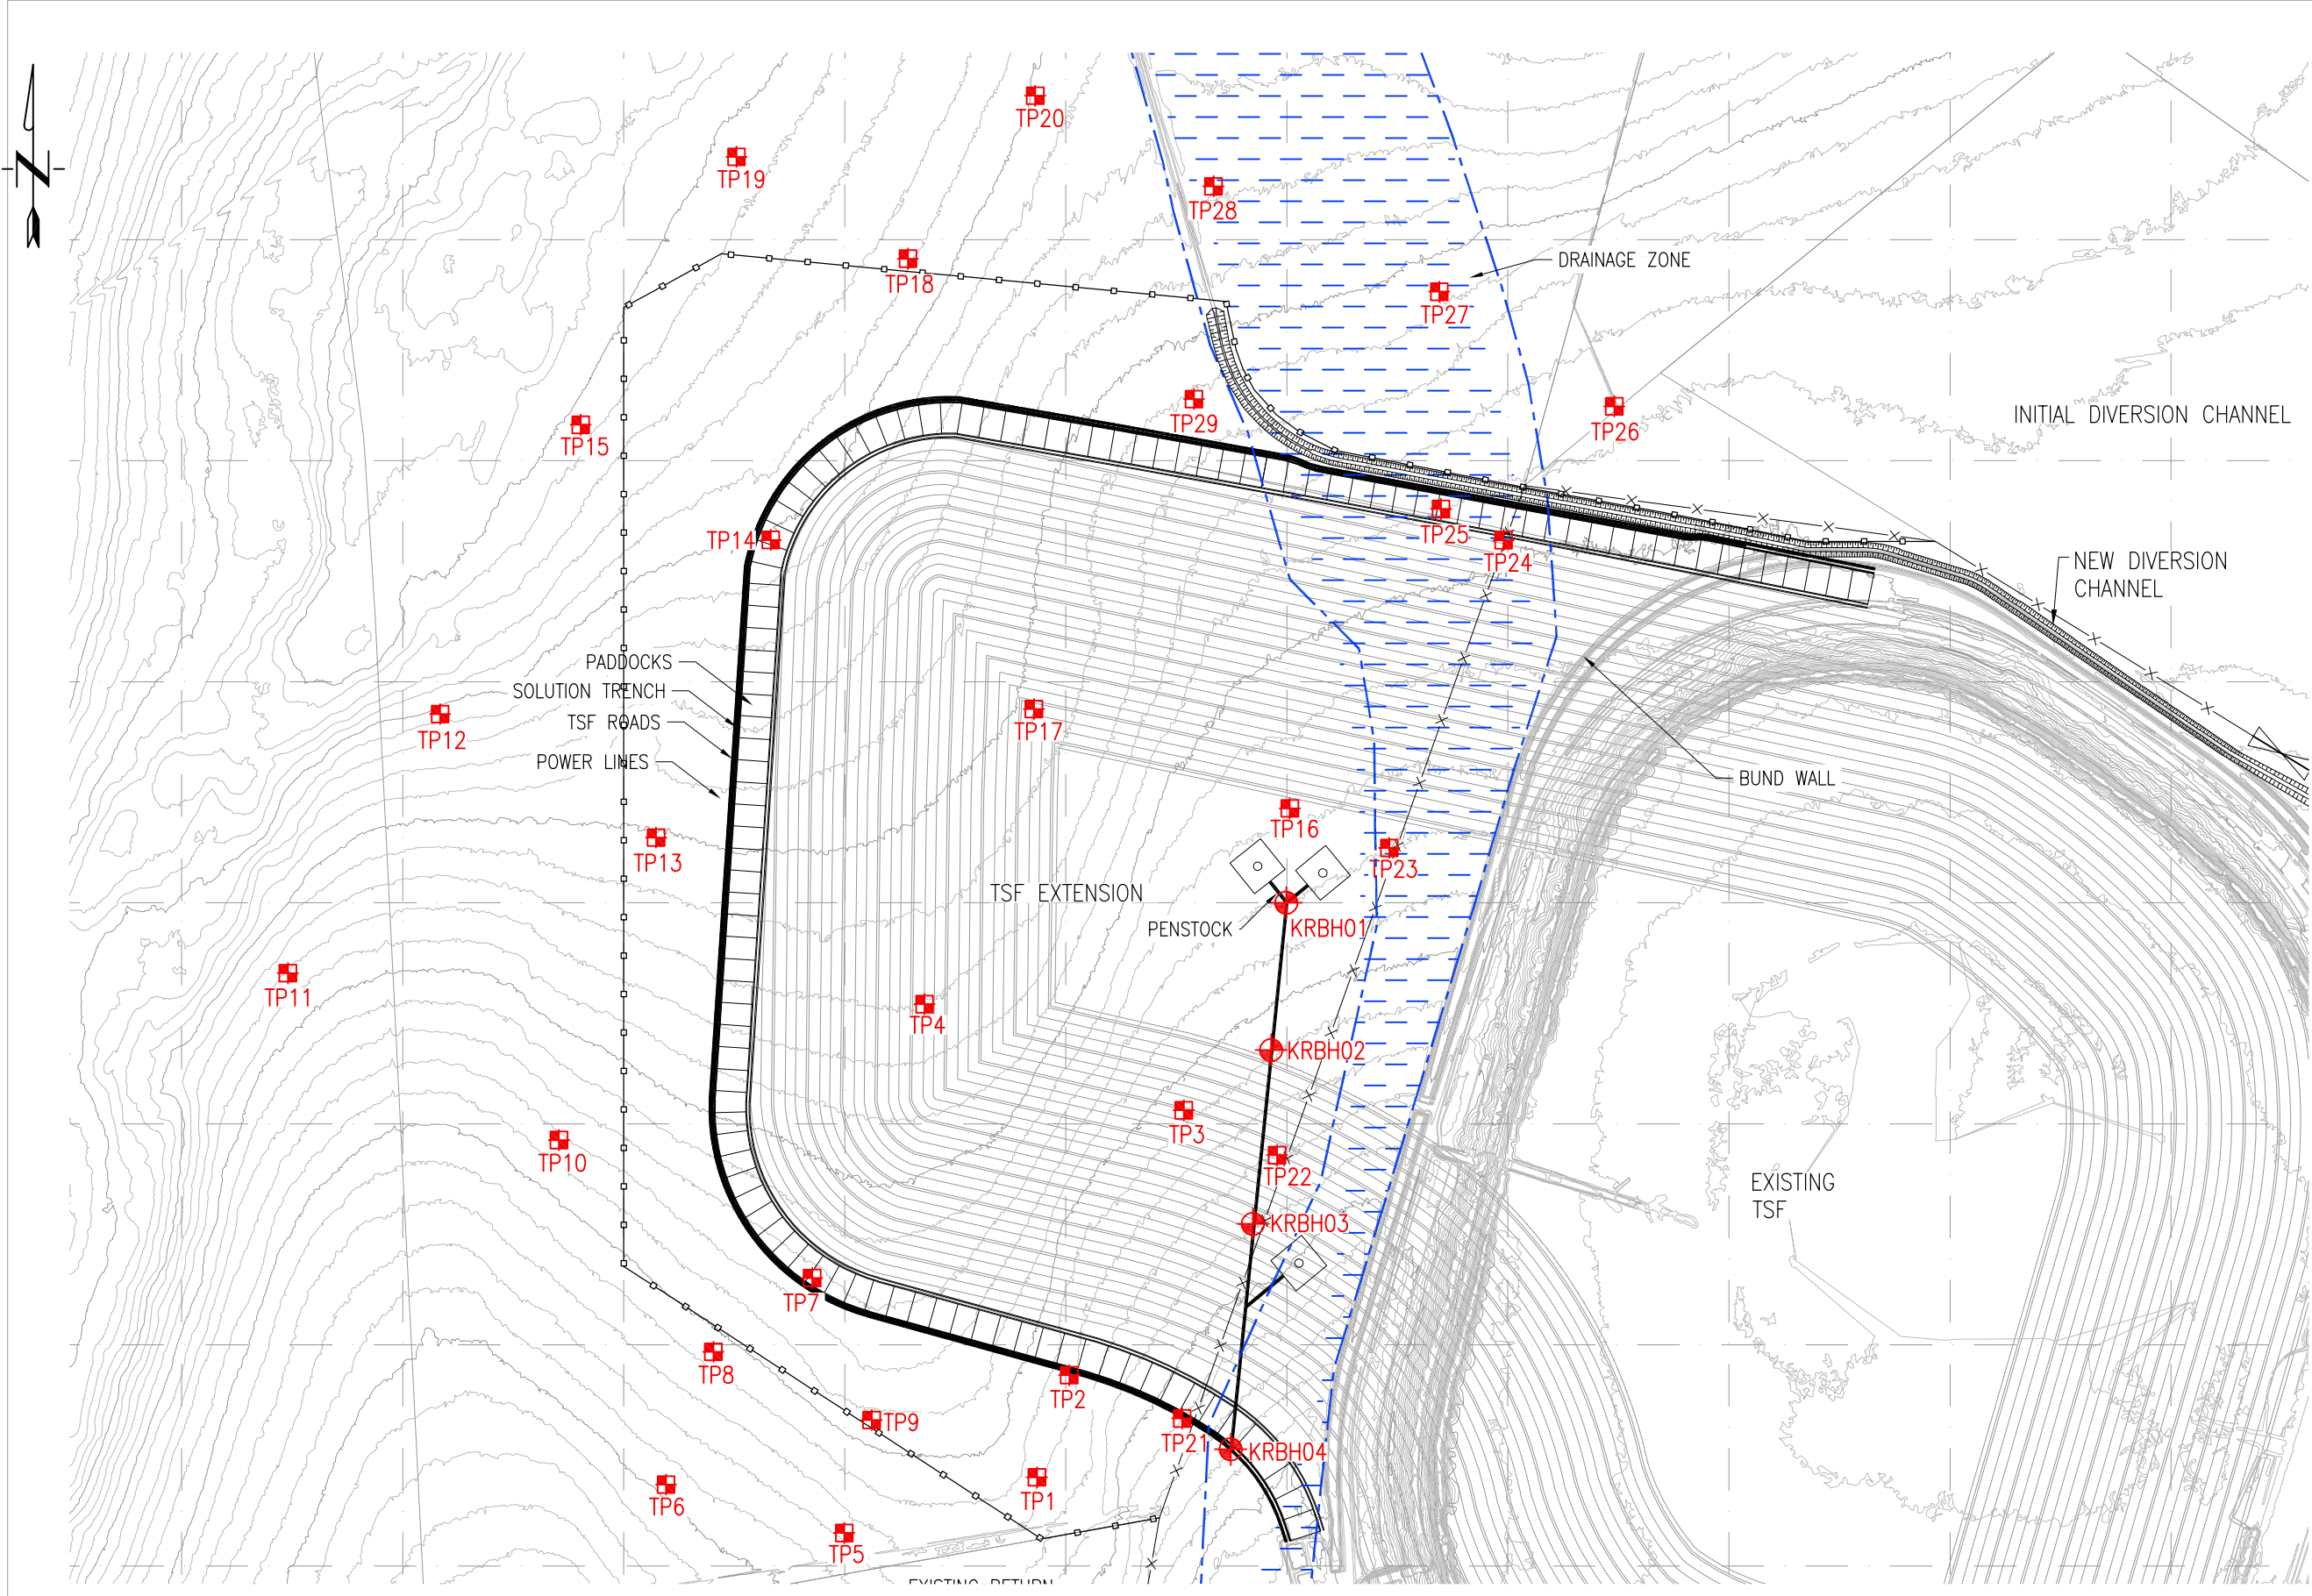 TP20
TP19
N
TP28
DRAINAGE ZONE
TP18
TP27
TP29
INITIAL DIVERSION CHANNEL
TP26
TP15
TP25
TP14
TP24
NEW DIVERSION
CHANNEL
PADDOCKS
SOLUTION TRENCH
TSF ROADS
POWER LINES
TP12
TP17
BUND WALL
TP16
TP13
TP23
TSF EXTENSION
PENSTOCK
KRBH01
TP11
TP4
KRBH02
TP3
TP10
TP22
EXISTING
TSF
KRBH03
TP7
TP8
TP2
TP9
TP21
KRBH04
TP6
TP1
TP5
EXISTING RETURN